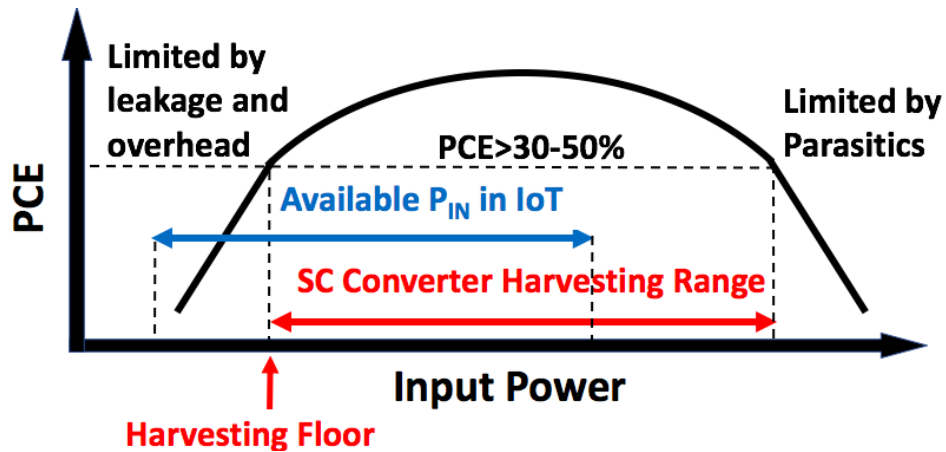 Limited by
leakage and
overhead
Limited by
Parasitics
PCE>30-50%
PCE
Available PIN in IoT
SC Converter Harvesting Range
Input Power
Harvesting Floor